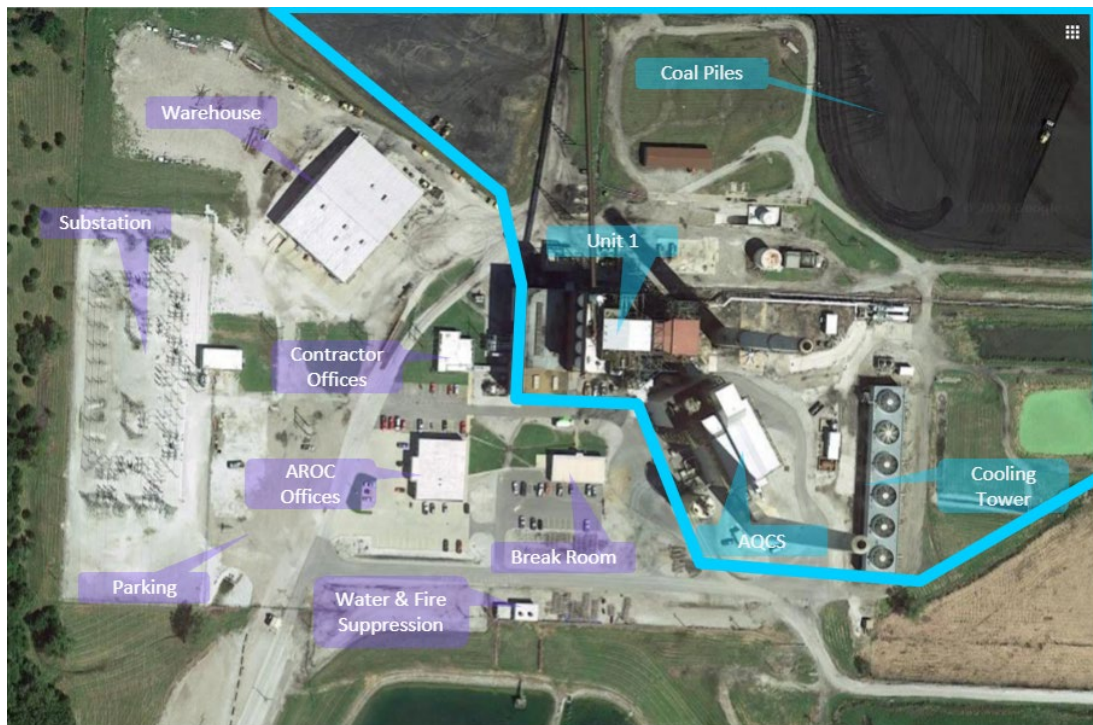 Coal Piles
Warehouse
Substation
Unit 1
Contractor
Offices
AROC
Offices
Cooling
Tower
AQCS
Break Room
Parking
Water & Fire
Suppression